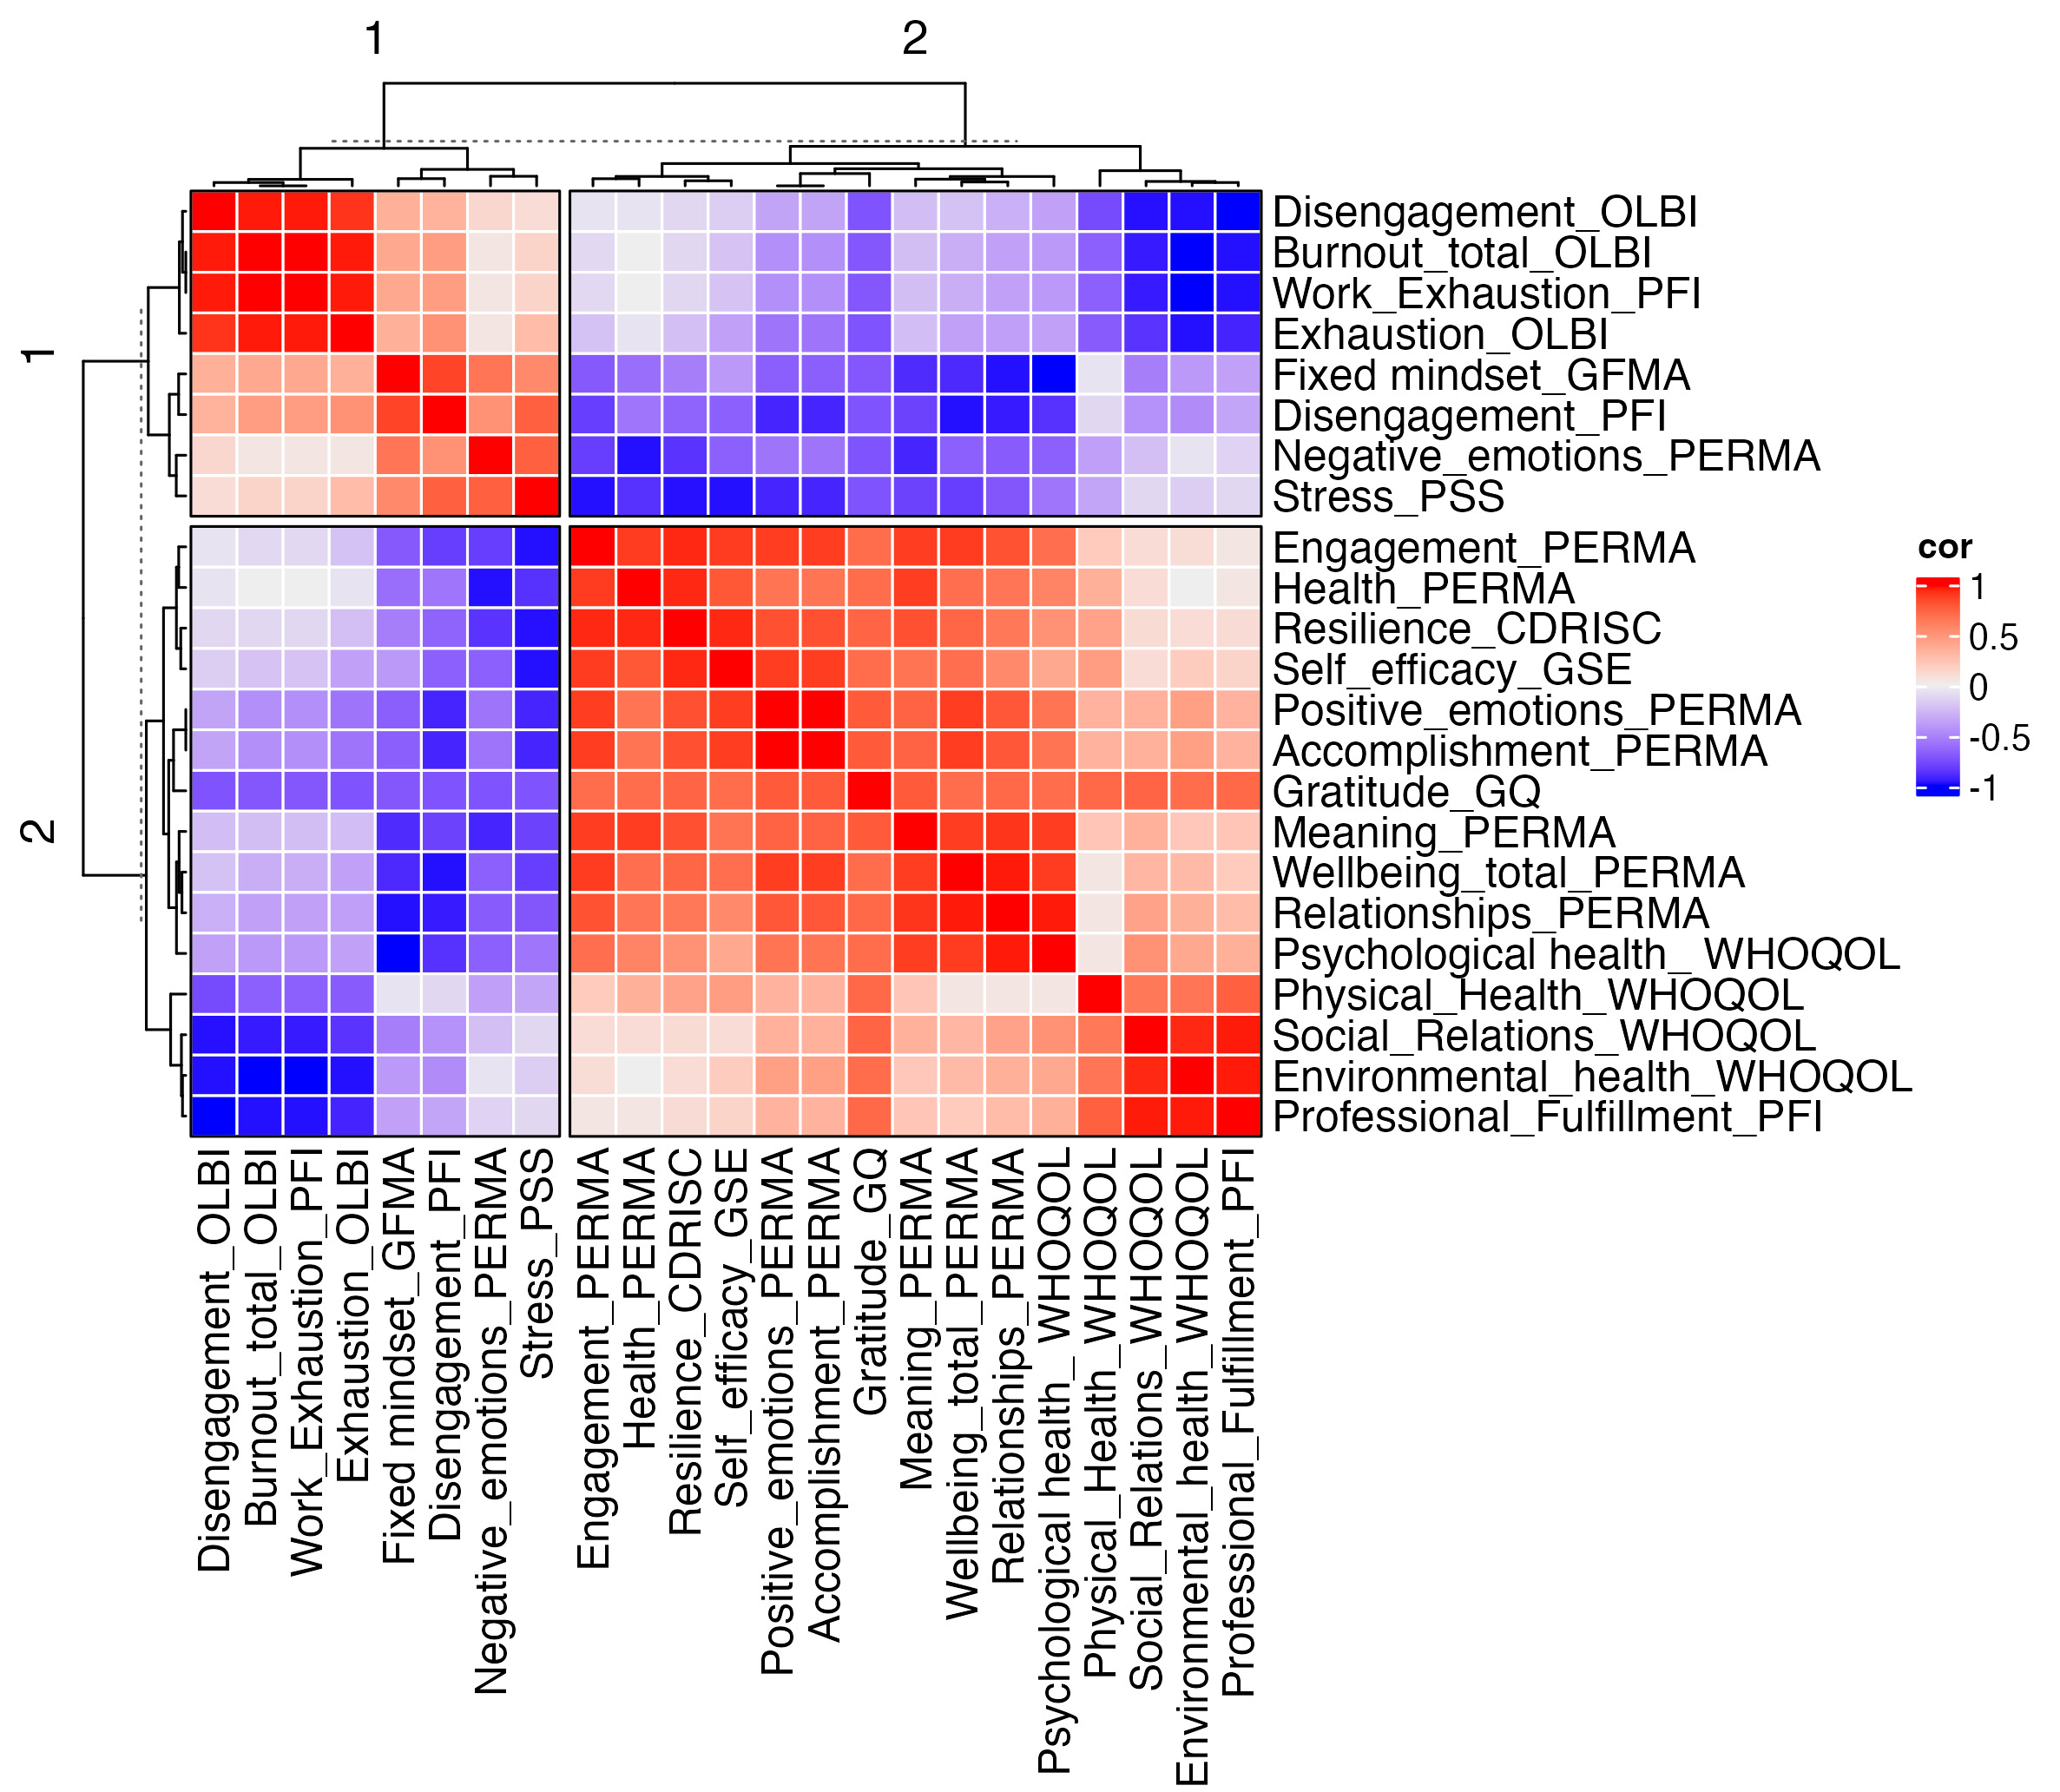 1
2
1
2
Disengagement_OLBI
Burnout_total_OLBI
Work_Exhaustion_PFI
Exhaustion_OLBI
Fixed mindset_GFMA
Disengagement_PFI
Negative_emotions_PERMA
Stress_PSS
Engagement_PERMA
Health_PERMA
Resilience_CDRISC
Self_efficacy_GSE
Positive_emotions_PERMA
Accomplishment_PERMA
Gratitude_GQ
Meaning_PERMA
Wellbeing_total_PERMA
Relationships_PERMA
Psychological health_ WHOQOL
Physical_Health_WHOQOL
Social_Relations_WHOQOL
Environmental_health_WHOQOL
Professional_Fulfillment_PFI
cor
1
0.5
0
-0.5
-1
Disengagement_OLBI
Burnout_total_OLBI
Work_Exhaustion_PFI
Exhaustion_OLBI
Fixed mindset_GFMA
Disengagement_PFI
Negative_emotions_PERMA
Stress_PSS
Engagement_PERMA
Health_PERMA
Resilience_CDRISC
Self_efficacy_GSE
Positive_emotions_PERMA
Accomplishment_PERMA
Gratitude_GQ
Meaning_PERMA
Wellbeing_total_PERMA
Relationships_PERMA
Psychological health_ WHOQOL
Physical_Health_WHOQOL
Social_Relations_WHOQOL
Environmental_health_WHOQOL
Professional_Fulfillment_PFI